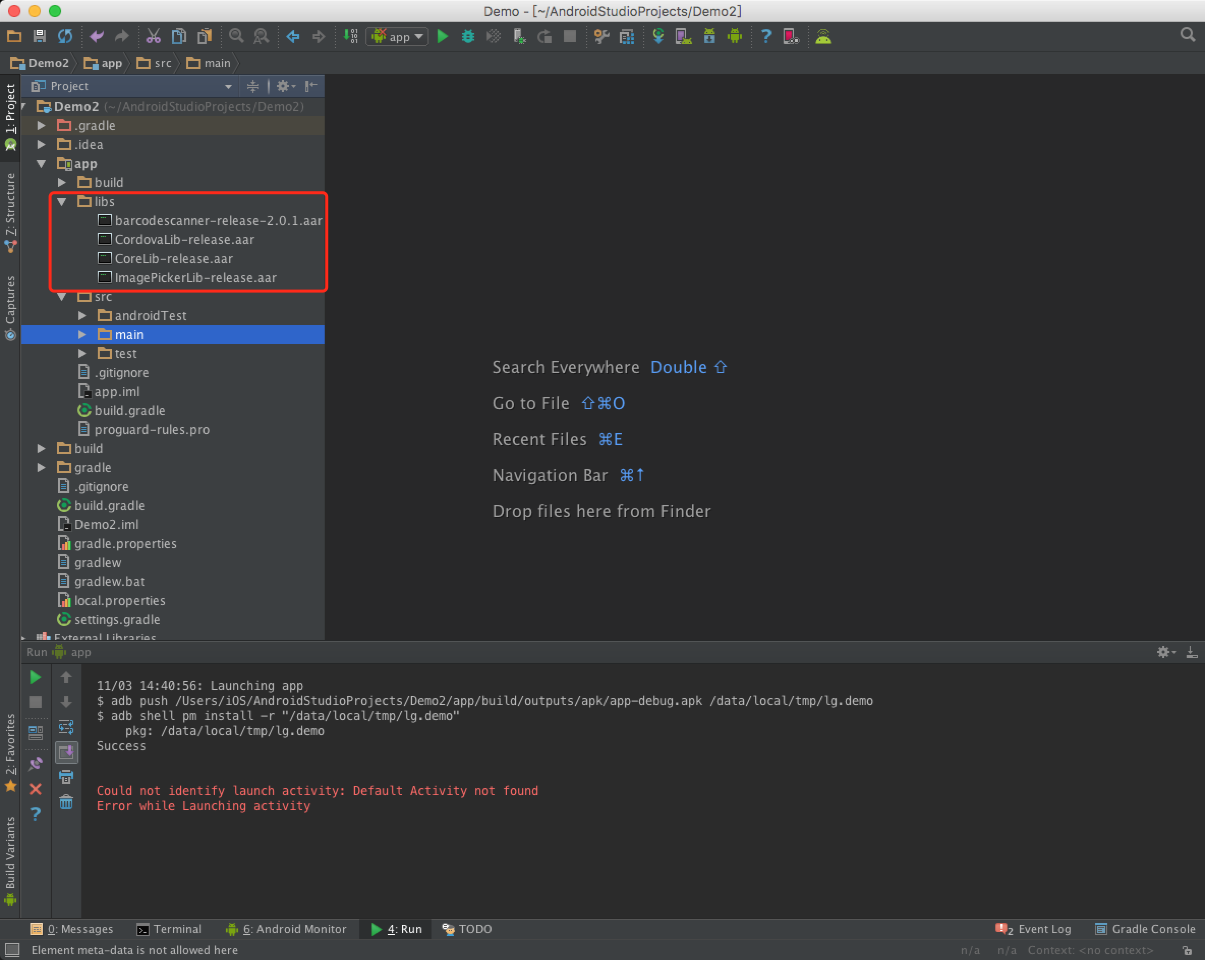 Demo - [~/AndroidStudioProjects/Demo2]
app
Demo2 app src main
Project
Demo2 (~/AndroidStudioProjects/Demo2)
.gradle
.idea
app
build
libs
barcodescanner-release-2.0.1.aar
CordovaLib-release.aar
CoreLib-release.aar
ImagePickerLib-release.aar
src
androidTest
main
test
.gitignore
app.iml
build.gradle
proguard-rules.pro
build
gradle
.gitignore
build.gradle
Demo2.iml
gradle.properties
gradlew
gradlew.bat
local.properties
settings.gradle
External Libraries
1: Project
Z: Structure
Captures
2: Favorites
Build Variants
Search Everywhere Double ⇧
Go to File ⇧⌘O
Recent Files ⌘E
Navigation Bar ⌘↑
Drop files here from Finder
Run app
11/03 14:40:56: Launching app
$ adb push /Users/iOS/AndroidStudioProjects/Demo2/app/build/outputs/apk/app-debug.apk /data/local/tmp/lg.demo
$ adb shell pm install -r "/data/local/tmp/lg.demo"
pkg: /data/local/tmp/lg.demo
Success
Could not identify launch activity: Default Activity not found
Error while Launching activity
0: Messages Terminal 6: Android Monitor 4: Run TODO 2 Event Log Gradle Console
Element meta-data is not allowed here n/a n/a Context: <no context>